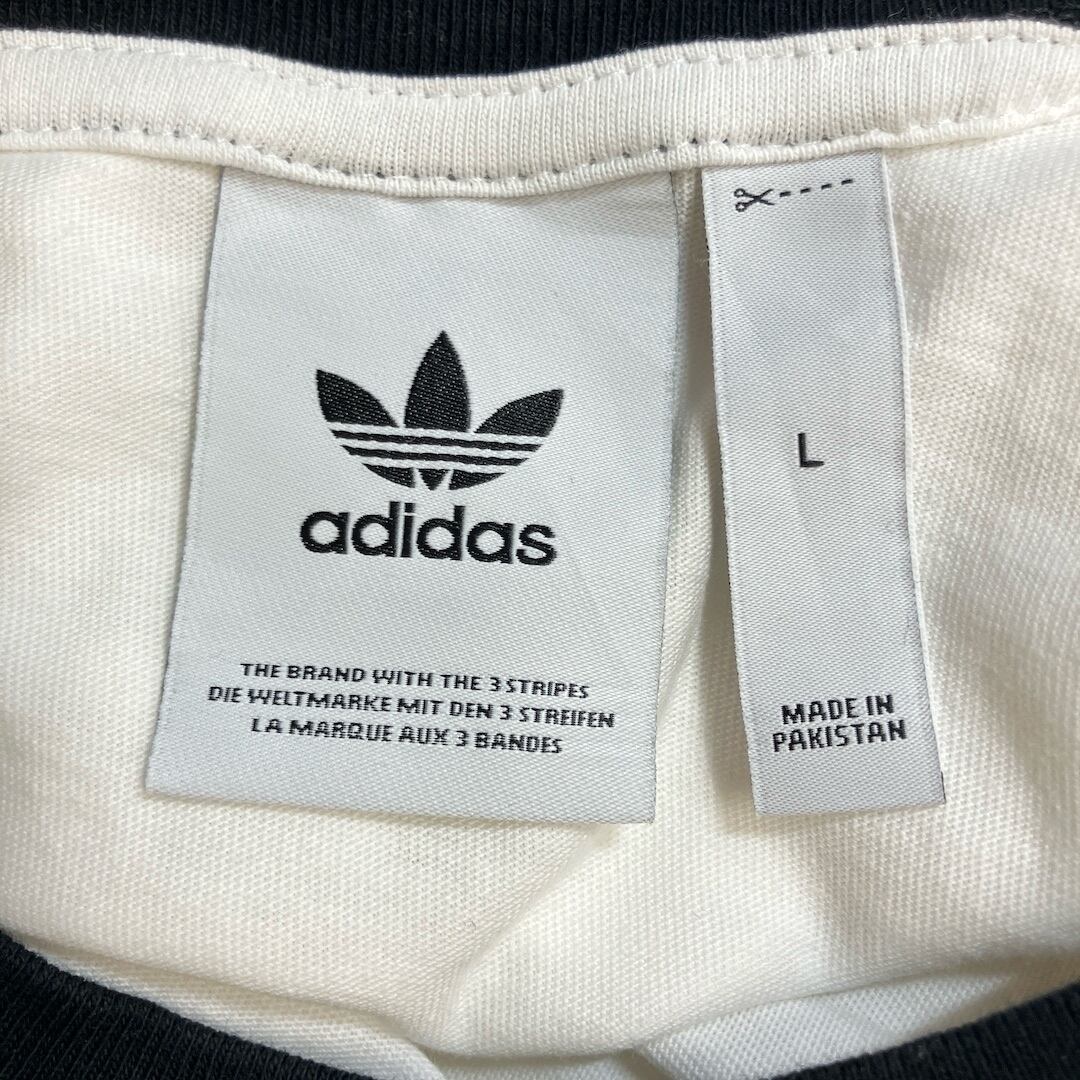 adidas
THE BRAND WITH THE 3 STRIPES
DIE WELTMARKE MIT DEN 3 STREIFEN
LA MARQUE AUX 3 BANDES
L
MADE IN
PAKISTAN